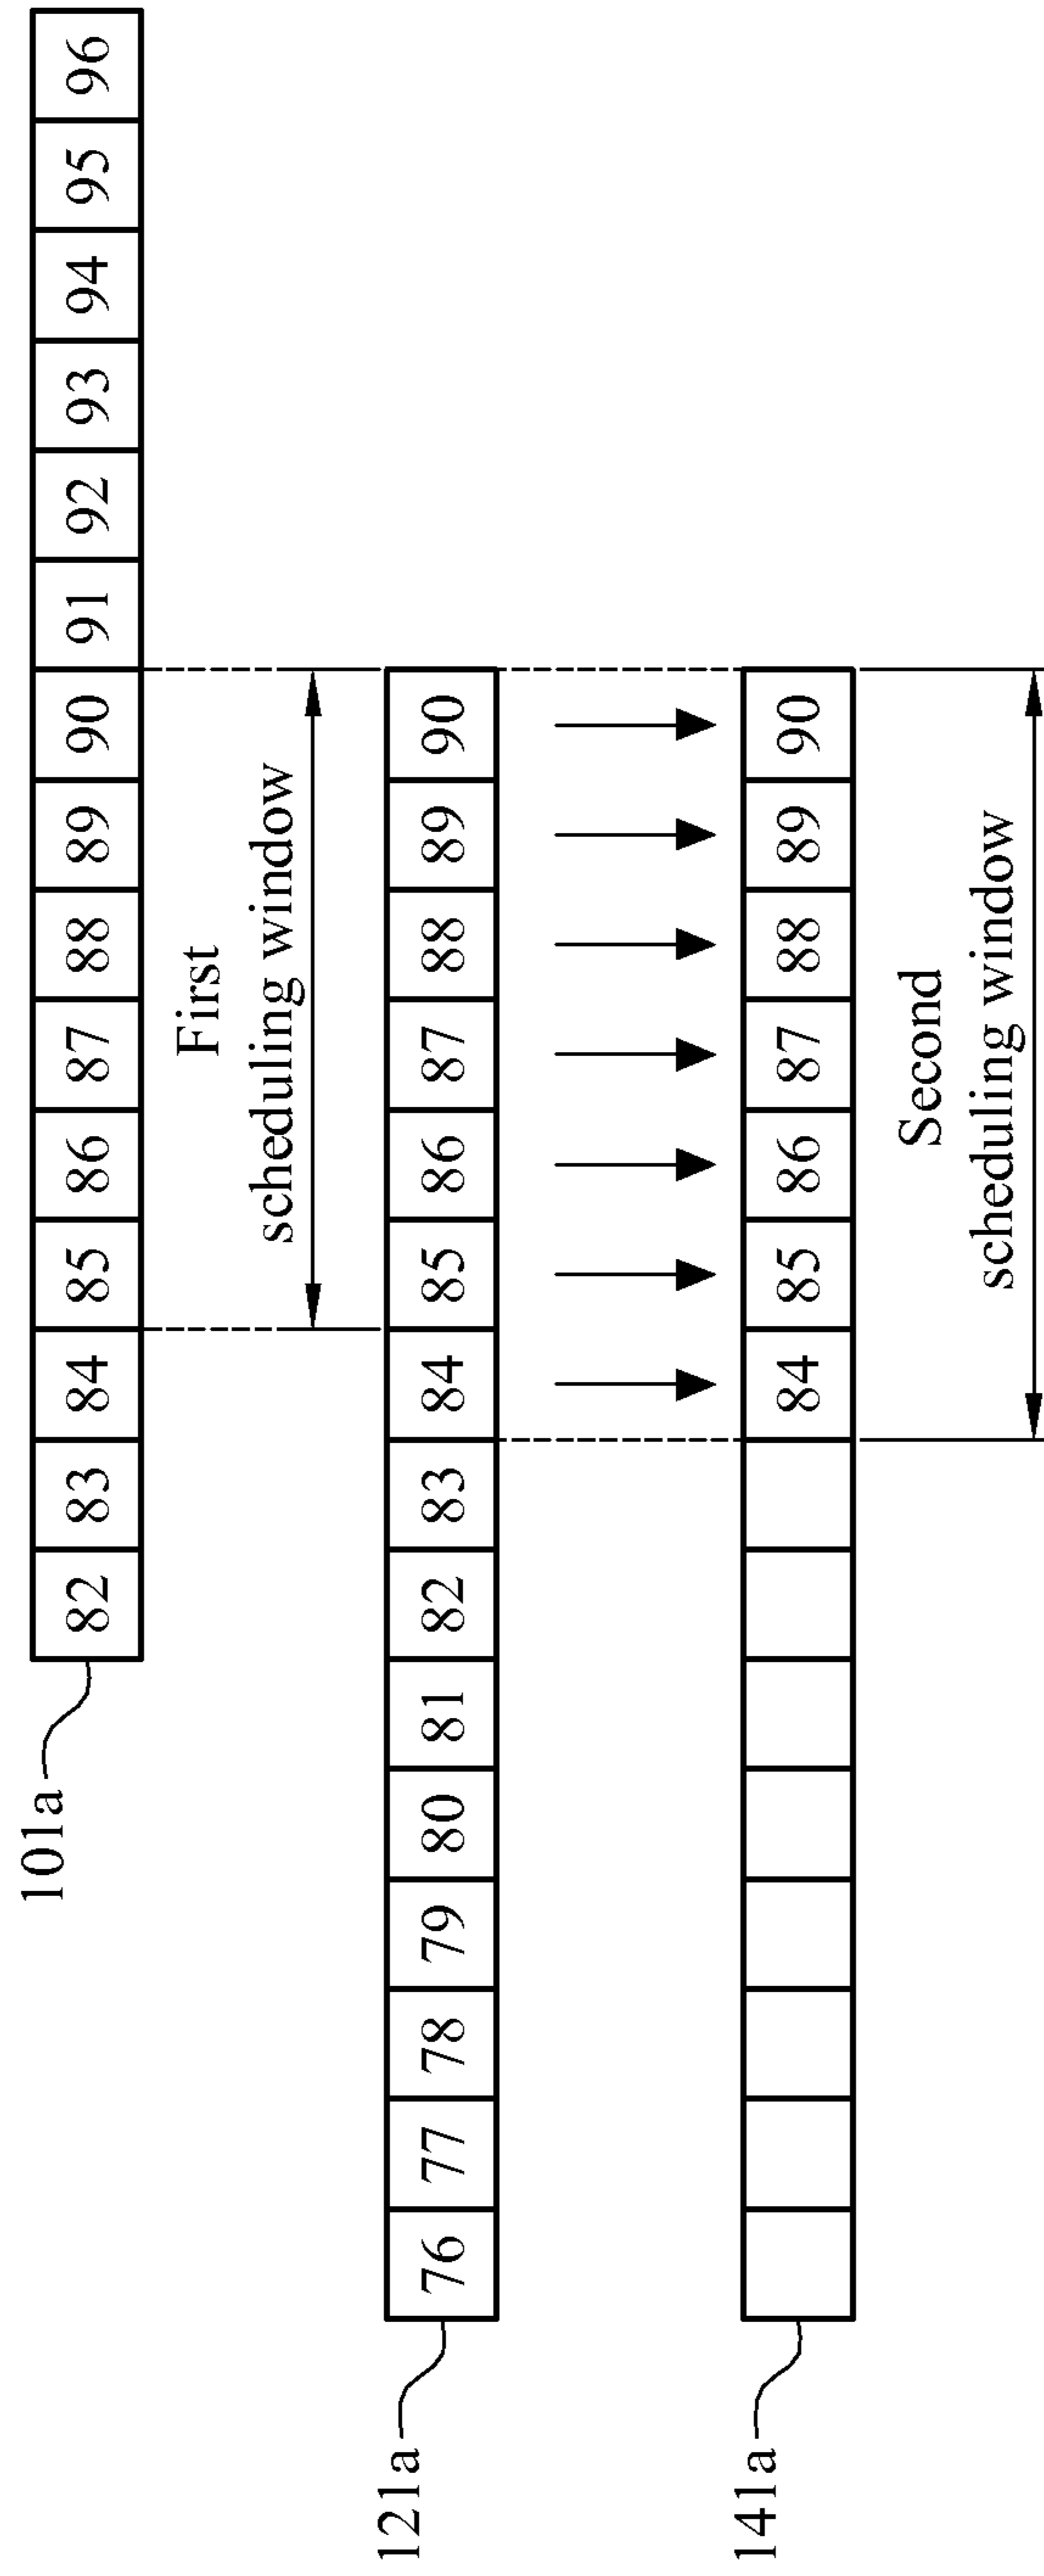 101a
82 83 84 85 86 87 88 89 90 91 92 93 94 95 96
First
scheduling window
121a
76 77 78 79 80 81 82 83 84 85 86 87 88 89 90
141a
84 85 86 87 88 89 90
Second
scheduling window